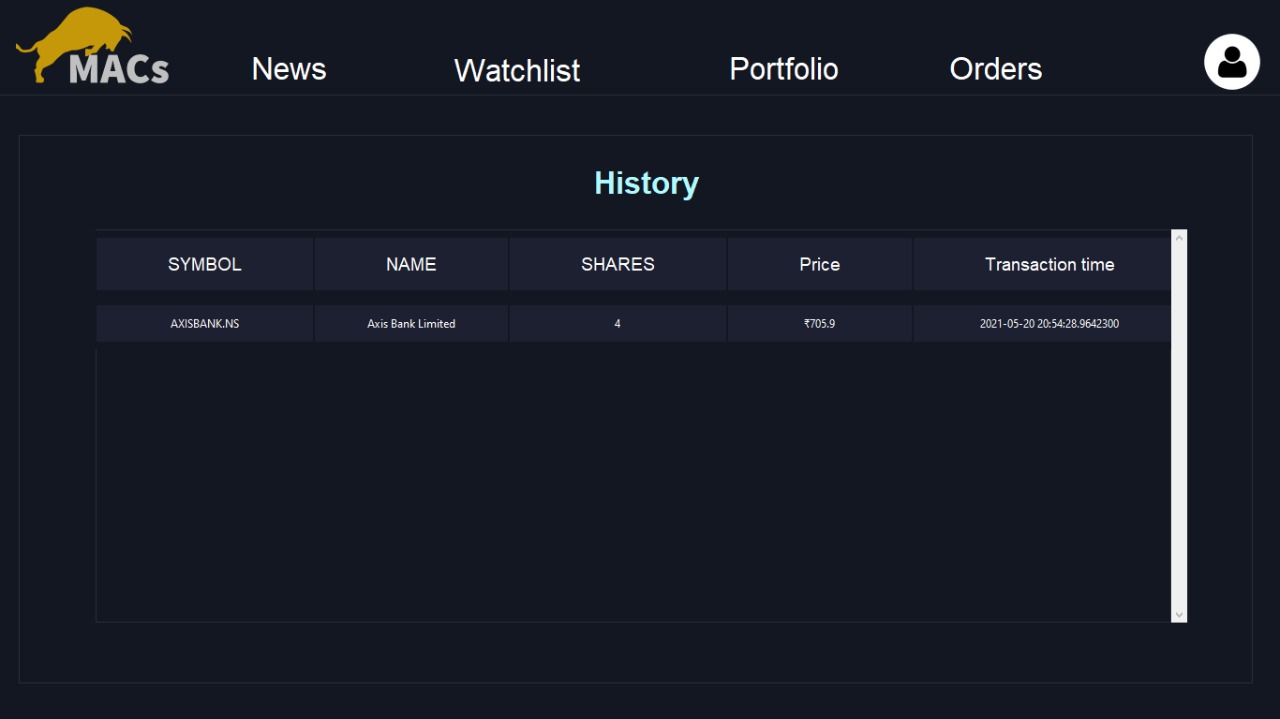 MACs
News Watchlist Portfolio Orders
History
SYMBOL NAME SHARES Price Transaction time
AXISBANK.NS Axis Bank Limited 4 ₹705.9 2021-05-20 20:54:28.9642300